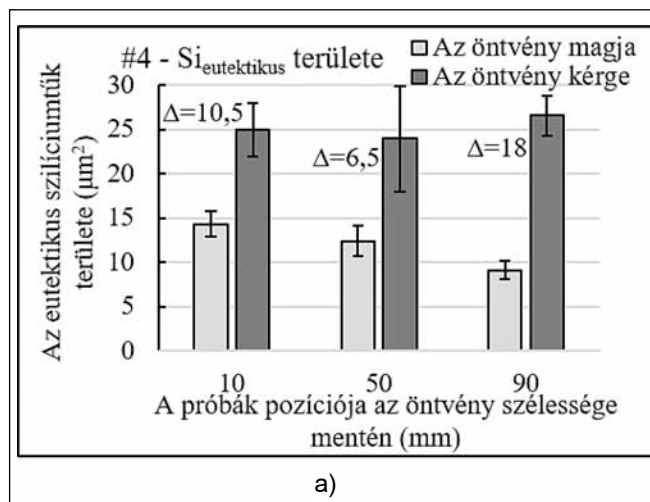 #4 - Sieutektikus területe
Az öntvény magja
Az öntvény kérge
Az eutektikus szilíciumtűk
területe (µm²)
30
25
20
15
10
5
0
Δ=10,5
Δ=6,5
Δ=18
10 50 90
A próbák pozíciója az öntvény szélessége
mentén (mm)
a)